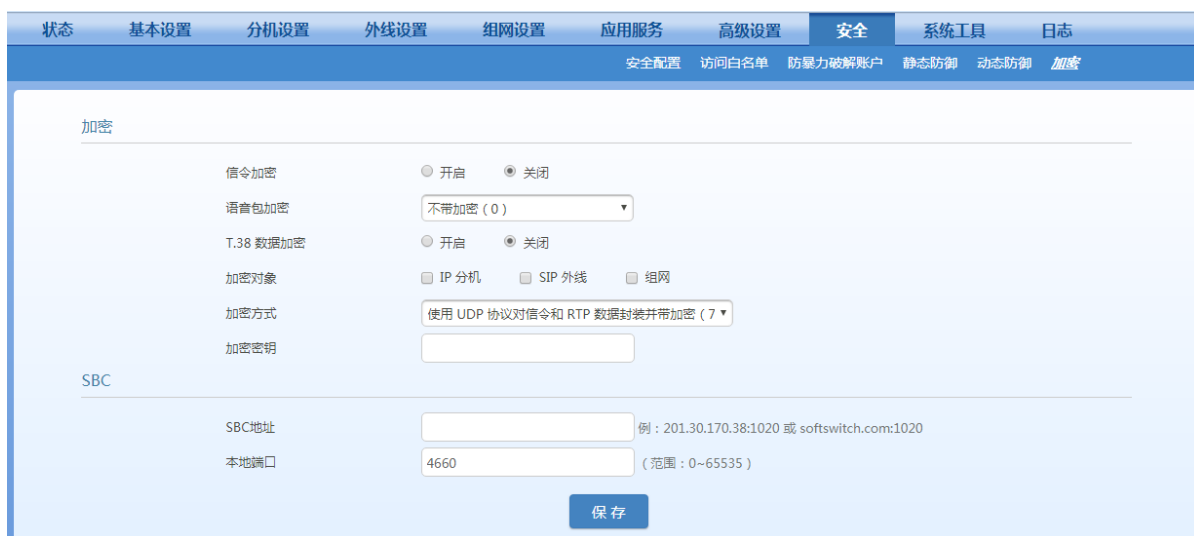 状态 基本设置 分机设置 外线设置 组网设置 应用服务 高级设置 安全 系统工具 日志
安全配置 访问白名单 防暴力破解账户 静态防御 动态防御 加密
加密
信令加密 开启 关闭
语音包加密 不带加密 ( 0 )
T.38 数据加密 开启 关闭
加密对象 IP 分机 SIP 外线 组网
加密方式 使用 UDP 协议对信令和 RTP 数据封装并带加密 ( 7
加密密钥
SBC
SBC地址 例：201.30.170.38:1020 或 softswitch.com:1020
本地端口 4660 ( 范围：0~65535 )
保存